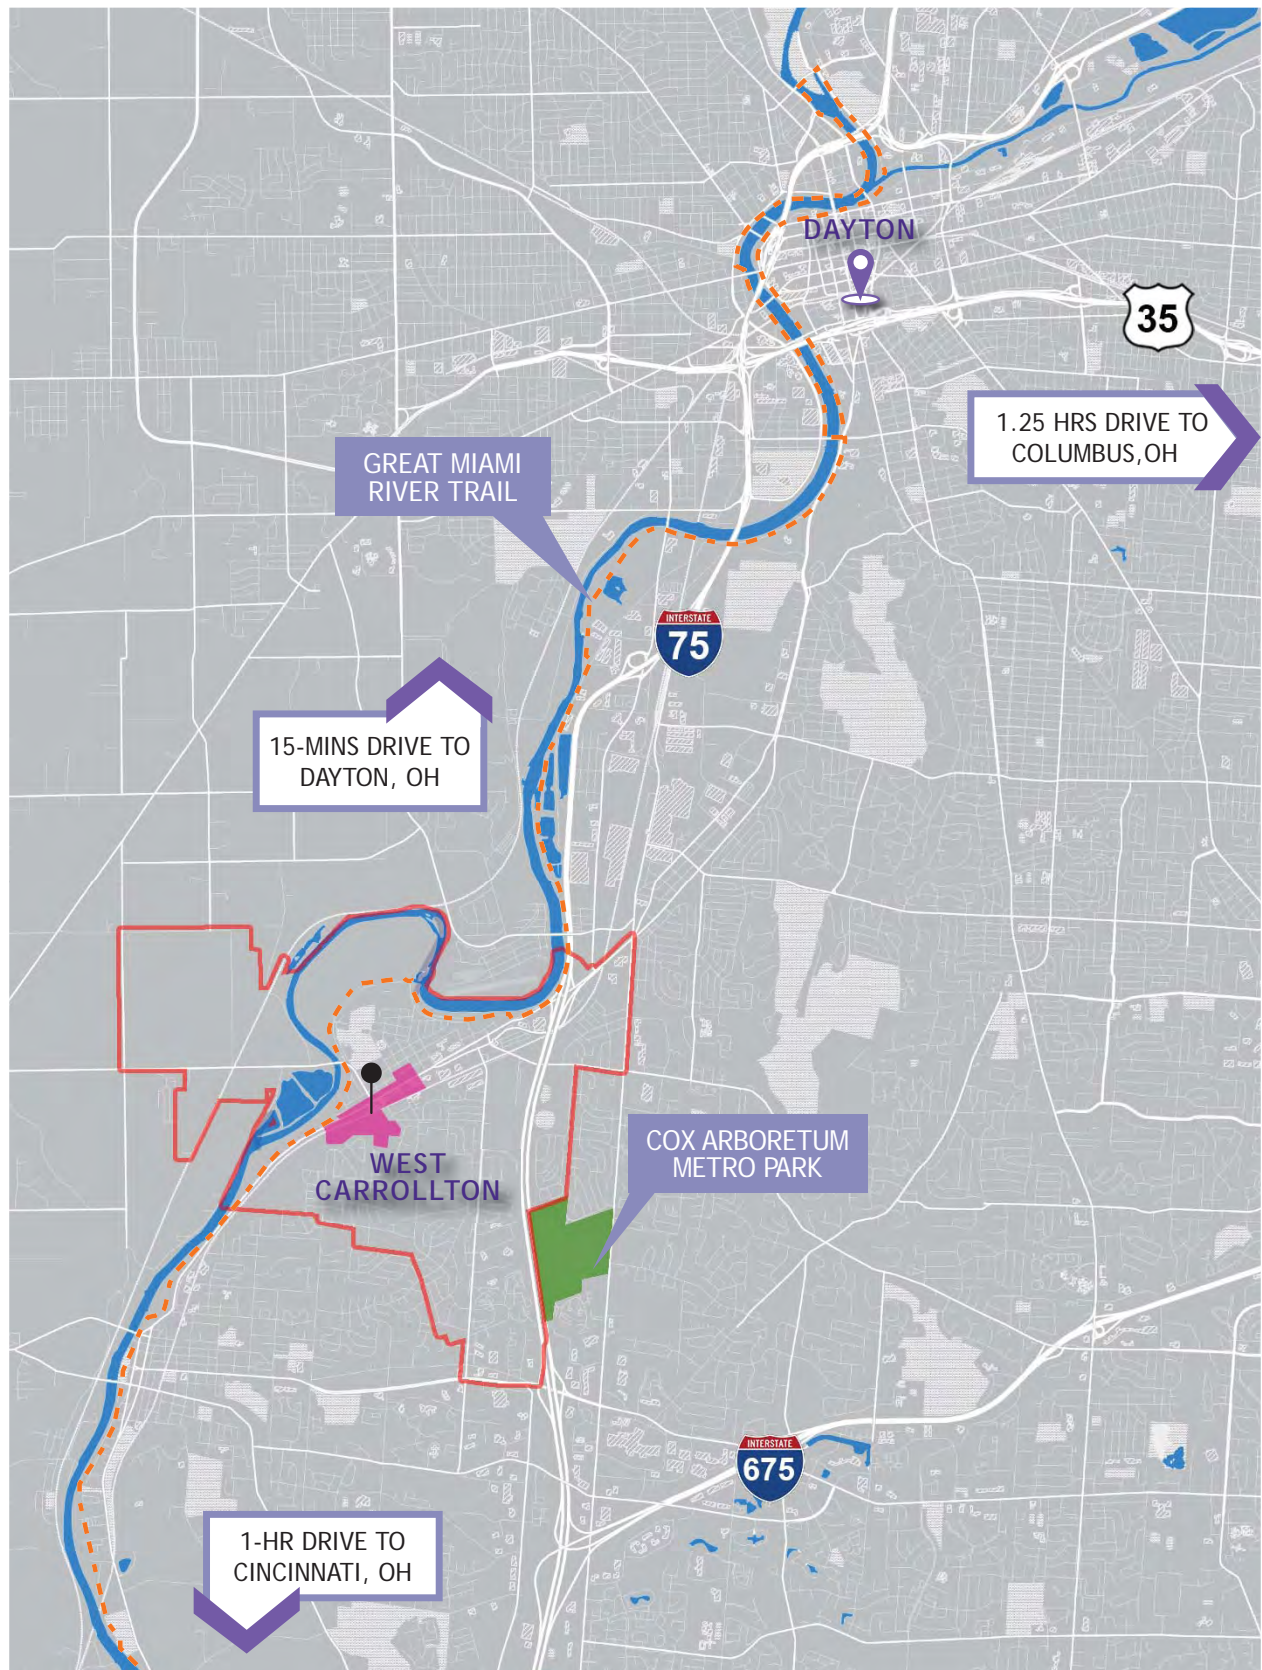 DAYTON
35
1.25 HRS DRIVE TO
COLUMBUS,OH
GREAT MIAMI
RIVER TRAIL
INTERSTATE
75
15-MINS DRIVE TO
DAYTON, OH
COX ARBORETUM
METRO PARK
WEST
CARROLLTON
INTERSTATE
675
1-HR DRIVE TO
CINCINNATI, OH